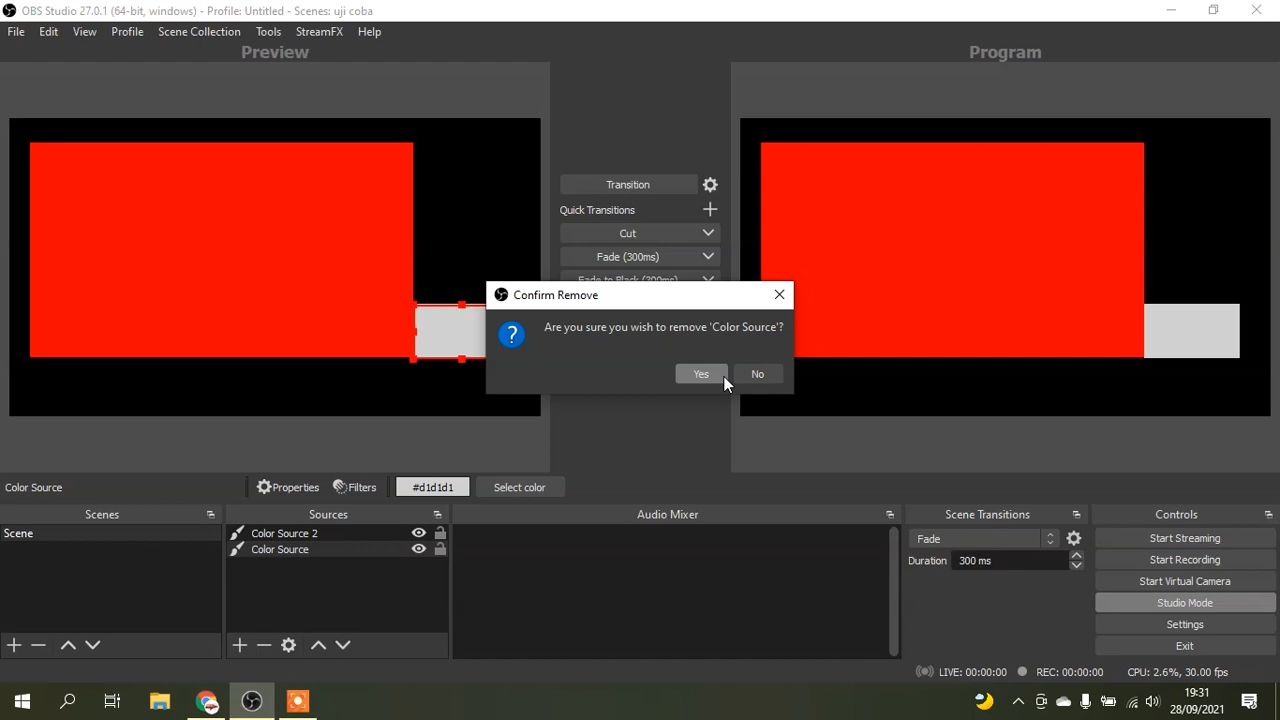 OBS Studio 27.0.1 (64-bit, windows) - Profile: Untitled - Scenes: uji coba
File Edit View Profile Scene Collection Tools StreamFX Help
Preview
Program
Transition
Quick Transitions
Cut
Fade (300ms)
Fade to Black (300ms)
Confirm Remove
Are you sure you wish to remove 'Color Source'?
Yes No
Color Source Properties Filters #d1d1d1 Select color
Scenes
Scene
Sources
Color Source 2
Color Source
Audio Mixer
Scene Transitions
Fade
Duration 300 ms
Controls
Start Streaming
Start Recording
Start Virtual Camera
Studio Mode
Settings
Exit
LIVE: 00:00:00 REC: 00:00:00 CPU: 2.6%, 30.00 fps
19:31
28/09/2021